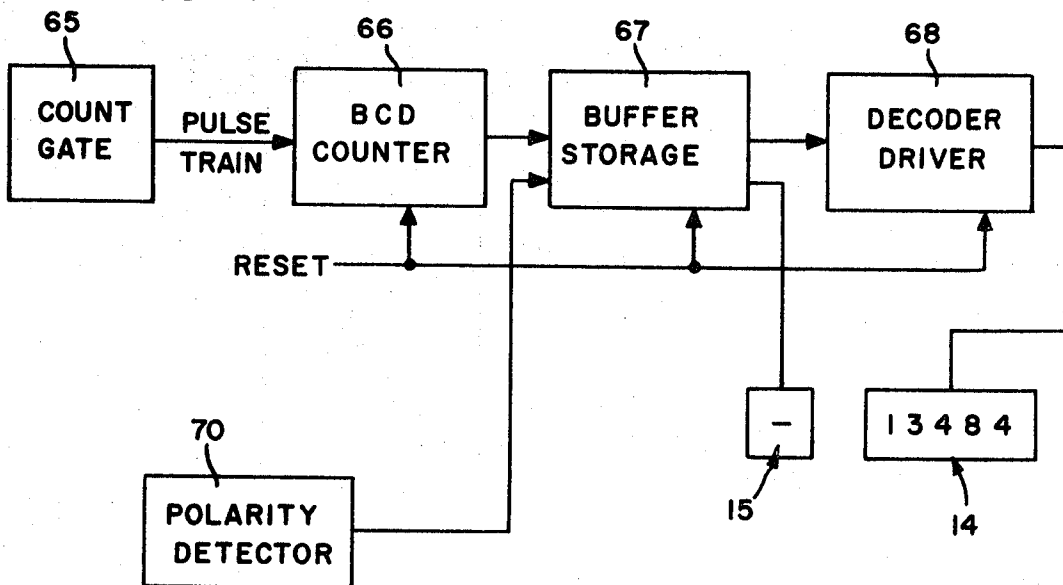 65
66
67
68
COUNT
GATE
PULSE
TRAIN
BCD
COUNTER
BUFFER
STORAGE
DECODER
DRIVER
RESET
70
POLARITY
DETECTOR
–
15
13484
14